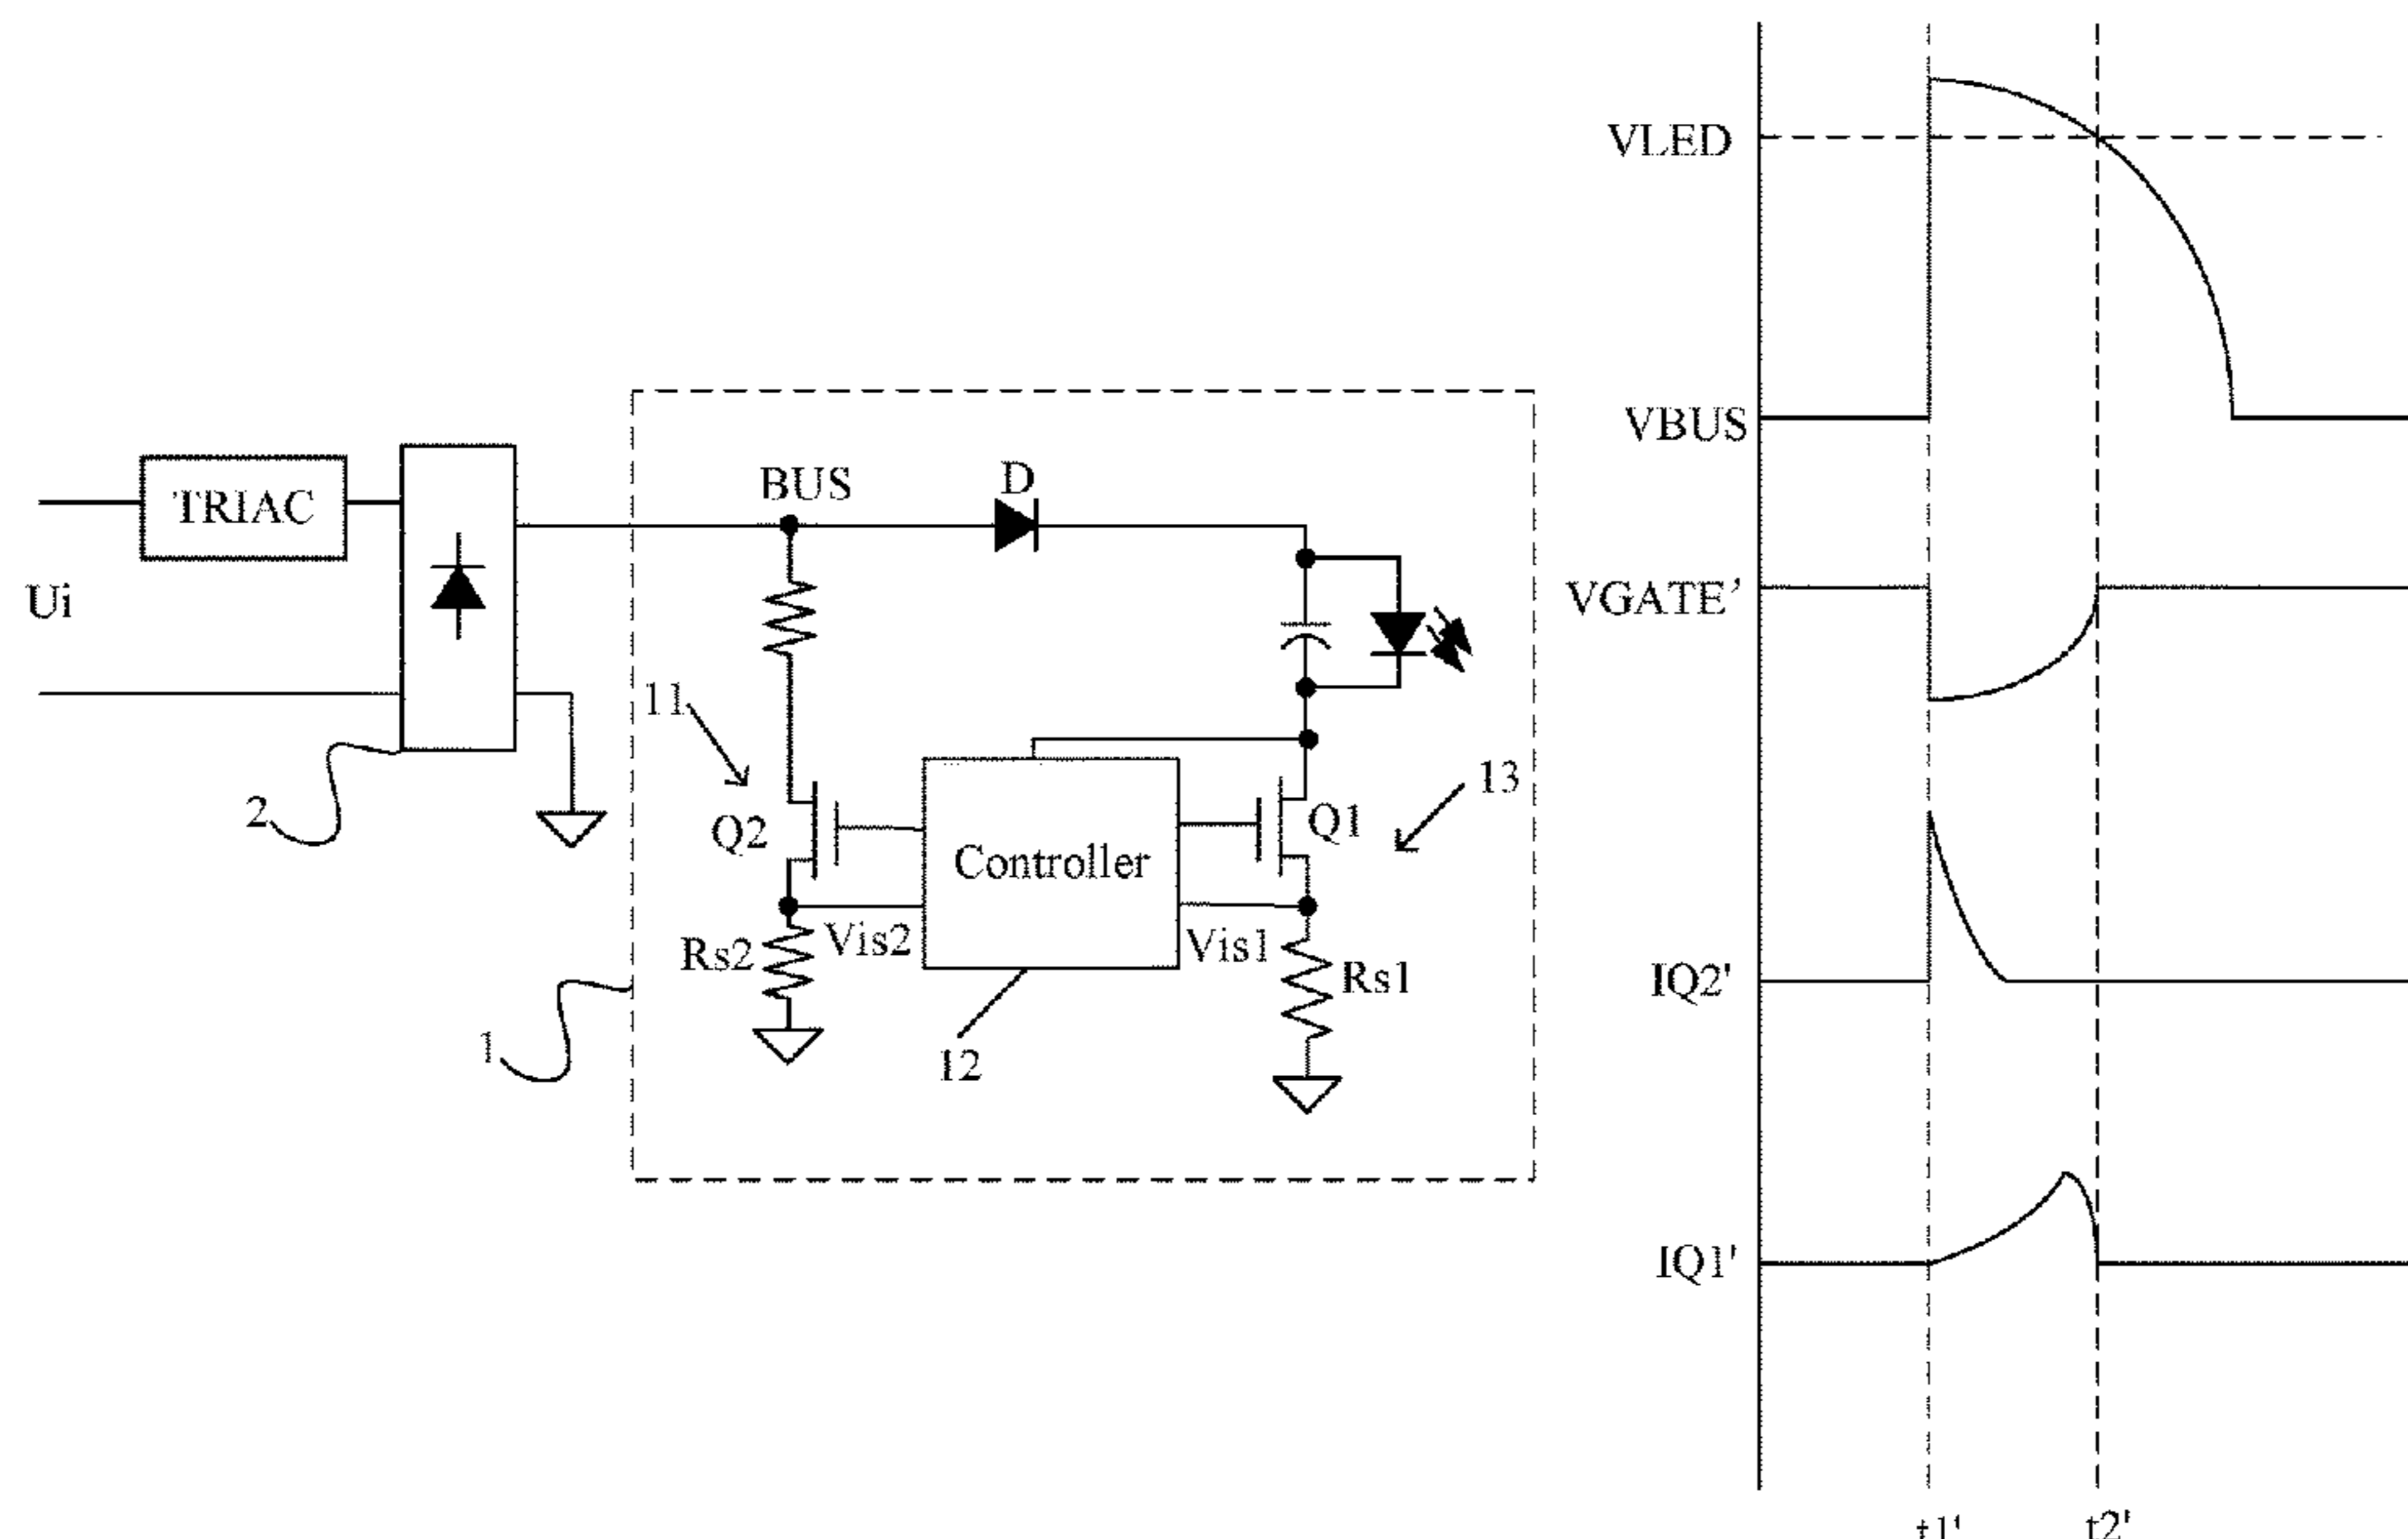 TRIAC
Ui
2
BUS
D
11
Q2
Controller
Q1
13
Rs2
Vis2
Vis1
Rs1
1
12
VLED
VBUS
VGATE'
IQ2'
IQ1'
t1'
t2'